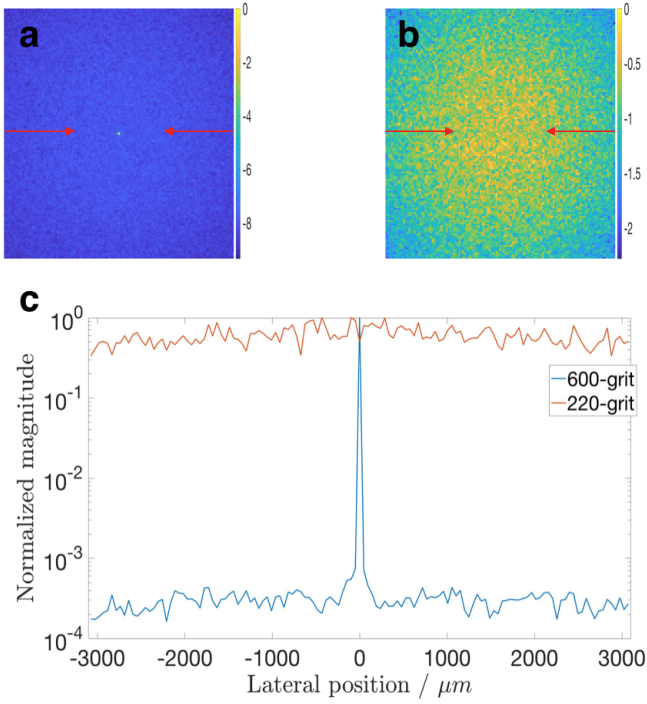 a
0
-2
-4
-6
-8
b
0
-0.5
-1
-1.5
-2
c
Normalized magnitude
10^0
10^-1
10^-2
10^-3
10^-4
600-grit
220-grit
-3000 -2000 -1000 0 1000 2000 3000
Lateral position / μm